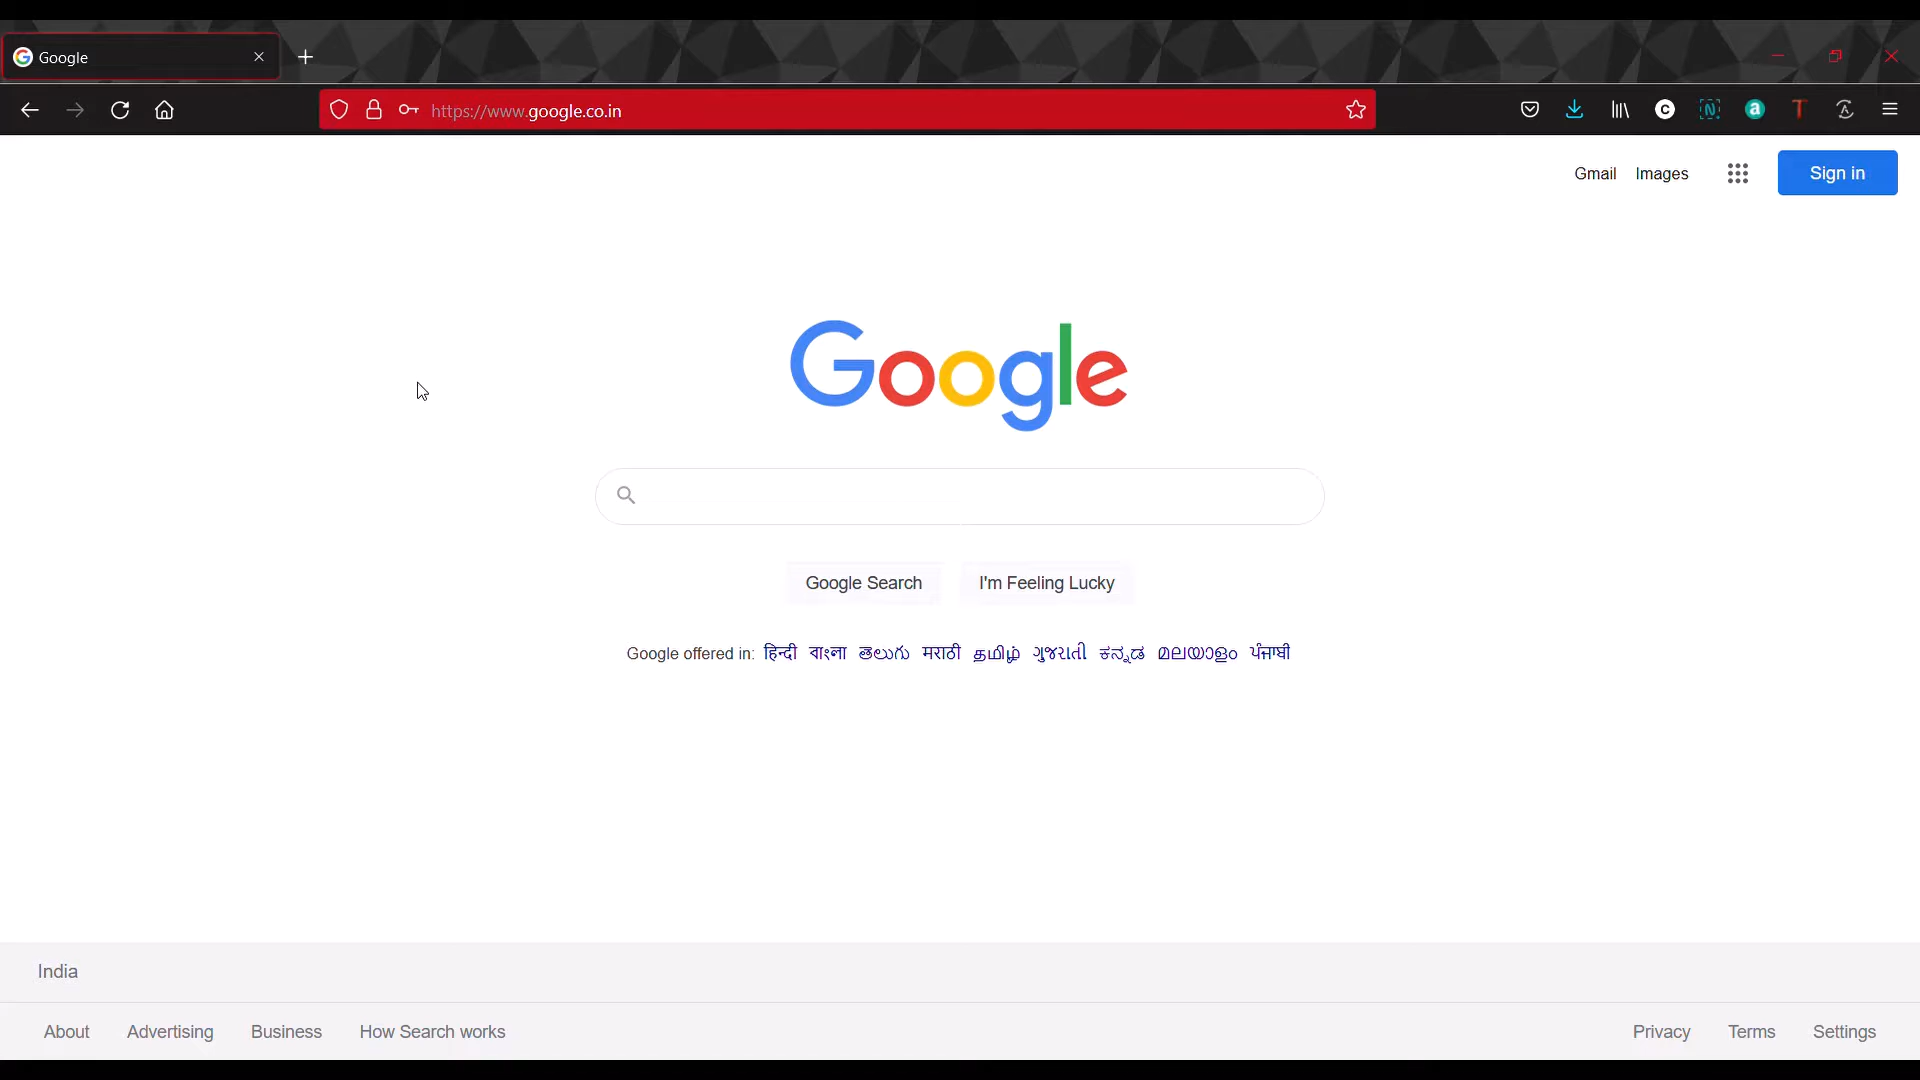 Google
https://www.google.co.in
Gmail Images Sign in
Google
Google Search I'm Feeling Lucky
Google offered in: हिन्दी বাংলা తెలుగు मराठी தமிழ் ગુજરાતી ಕನ್ನಡ മലയാളം ਪੰਜਾਬੀ
India
About Advertising Business How Search works Privacy Terms Settings